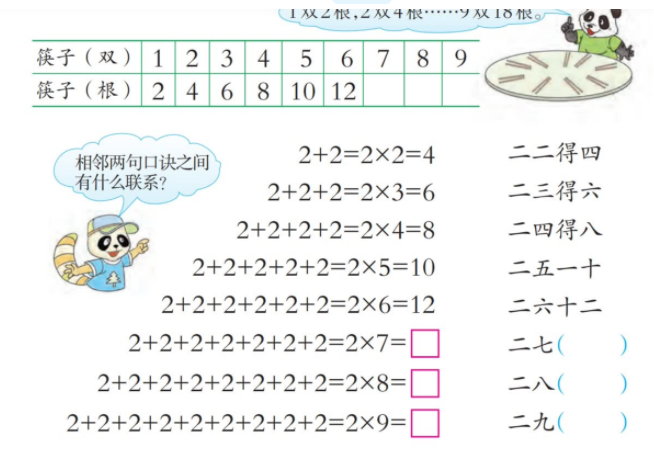 1双2根,2双4根……9双18根。
筷子（双） 1 2 3 4 5 6 7 8 9
筷子（根） 2 4 6 8 10 12
相邻两句口诀之间
有什么联系?
2+2=2×2=4 二二得四
2+2+2=2×3=6 二三得六
2+2+2+2=2×4=8 二四得八
2+2+2+2+2=2×5=10 二五一十
2+2+2+2+2+2=2×6=12 二六十二
2+2+2+2+2+2+2=2×7=□ 二七( )
2+2+2+2+2+2+2+2=2×8=□ 二八( )
2+2+2+2+2+2+2+2+2=2×9=□ 二九( )